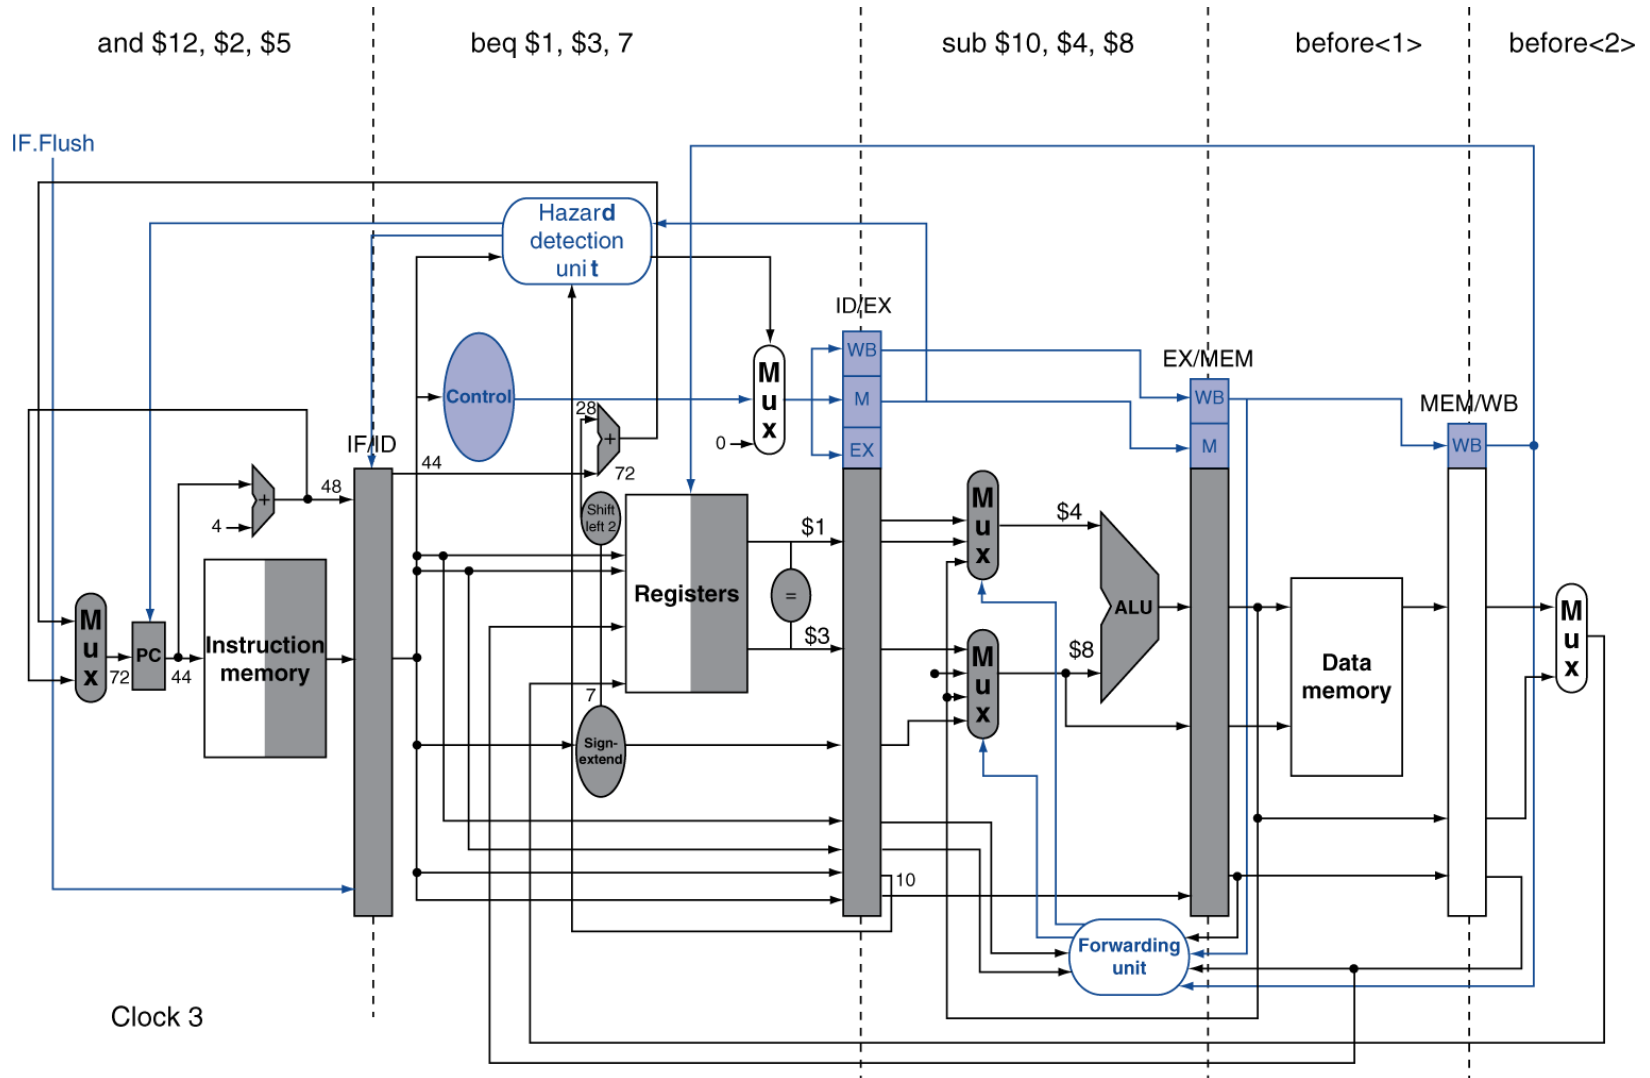 and $12, $2, $5
beq $1, $3, 7
sub $10, $4, $8
before<1>
before<2>
IF.Flush
Hazard
detection
unit
ID/EX
WB
M
EX
EX/MEM
WB
M
MEM/WB
WB
Control
M
u
x
0
28
+
72
IF/ID
44
48
+
4
Shift
left 2
M
u
x
$4
$1
Registers
=
$3
ALU
M
u
x
PC
72
44
Instruction
memory
M
u
x
$8
Data
memory
M
u
x
7
Sign-
extend
10
Forwarding
unit
Clock 3